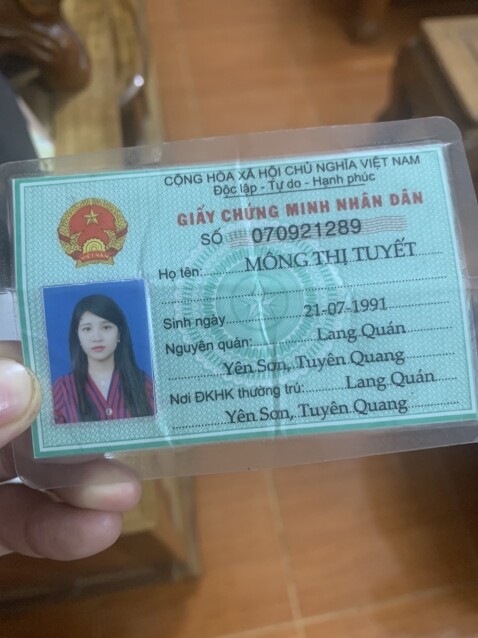 CỘNG HÒA XÃ HỘI CHỦ NGHĨA VIỆT NAM
Độc lập - Tự do - Hạnh phúc
GIẤY CHỨNG MINH NHÂN DÂN
SỐ 070921289
Họ tên: MÔNG THỊ TUYẾT
Sinh ngày 21-07-1991
Nguyên quán: Lang Quán
Yên Sơn, Tuyên Quang
Nơi ĐKHK thường trú: Lang Quán
Yên Sơn, Tuyên Quang
VIỆT NAM